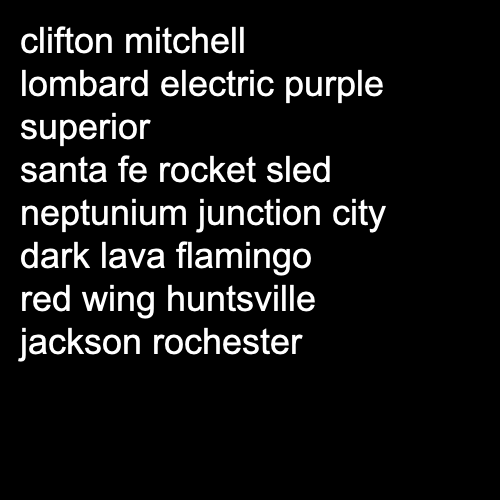 clifton mitchell
lombard electric purple
superior
santa fe rocket sled
neptunium junction city
dark lava flamingo
red wing huntsville
jackson rochester